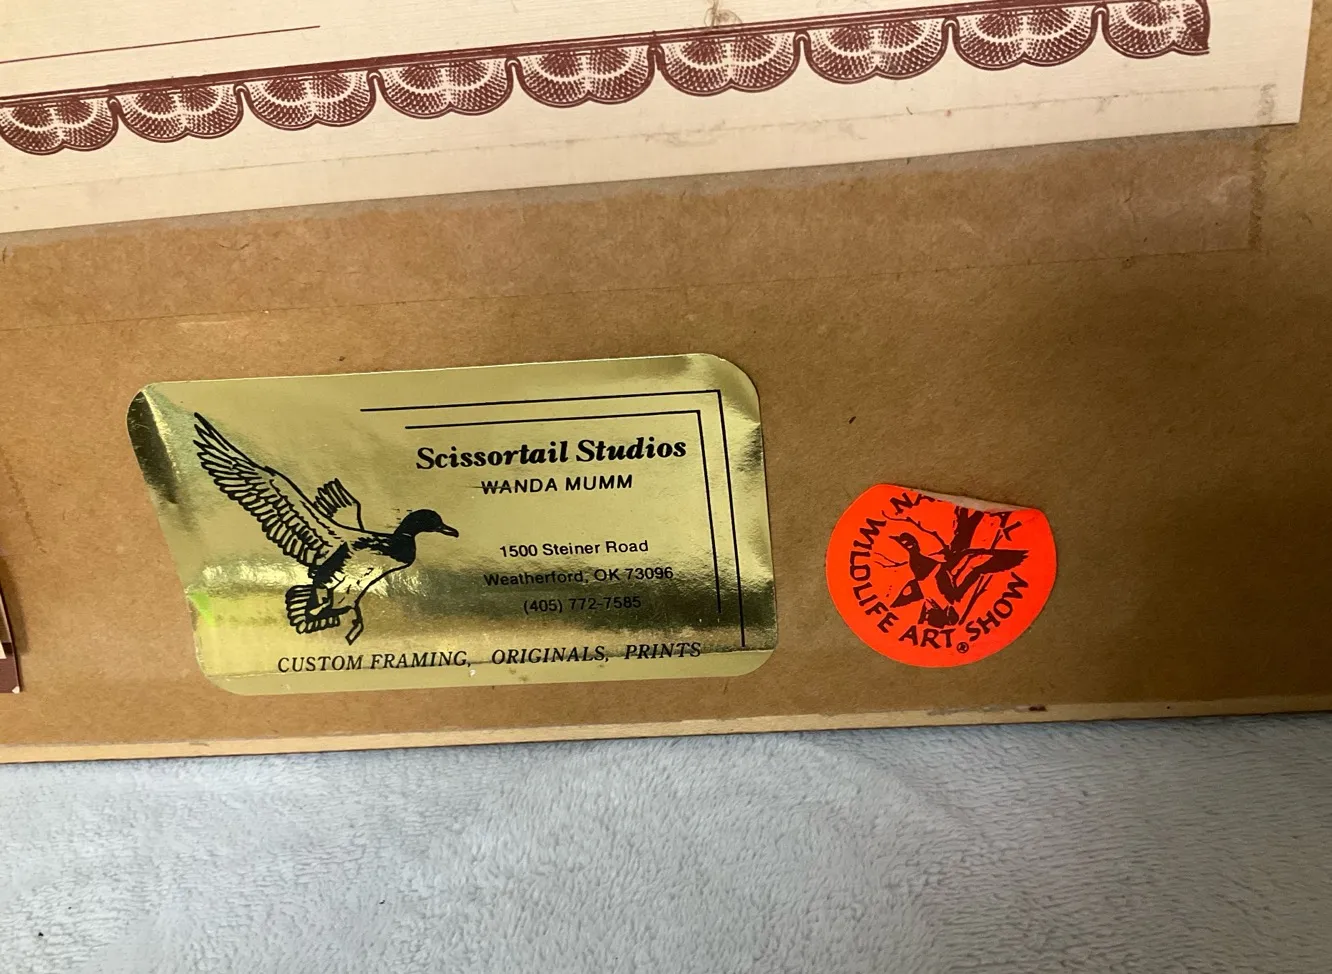 Scissortail Studios
WANDA MUMM
1500 Steiner Road
Weatherford, OK 73096
(405) 772-7585
CUSTOM FRAMING, ORIGINALS, PRINTS
WILDLIFE ART® SHOW